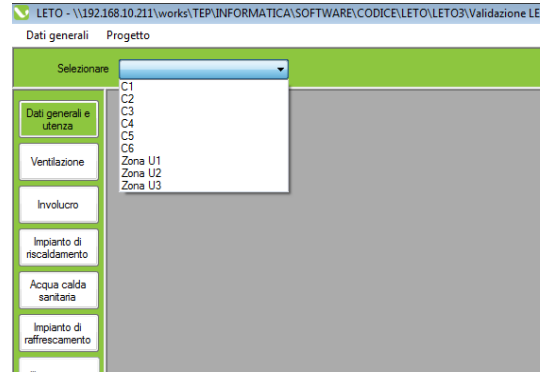 LETO - \\192.168.10.211\works\TEP\INFORMATICA\SOFTWARE\CODICE\LETO\LETO3\Validazione LE
Dati generali Progetto
Selezionare
C1
C2
C3
C4
C5
C6
Zona U1
Zona U2
Zona U3
Dati generali e
utenza
Ventilazione
Involucro
Impianto di
riscaldamento
Acqua calda
sanitaria
Impianto di
raffrescamento